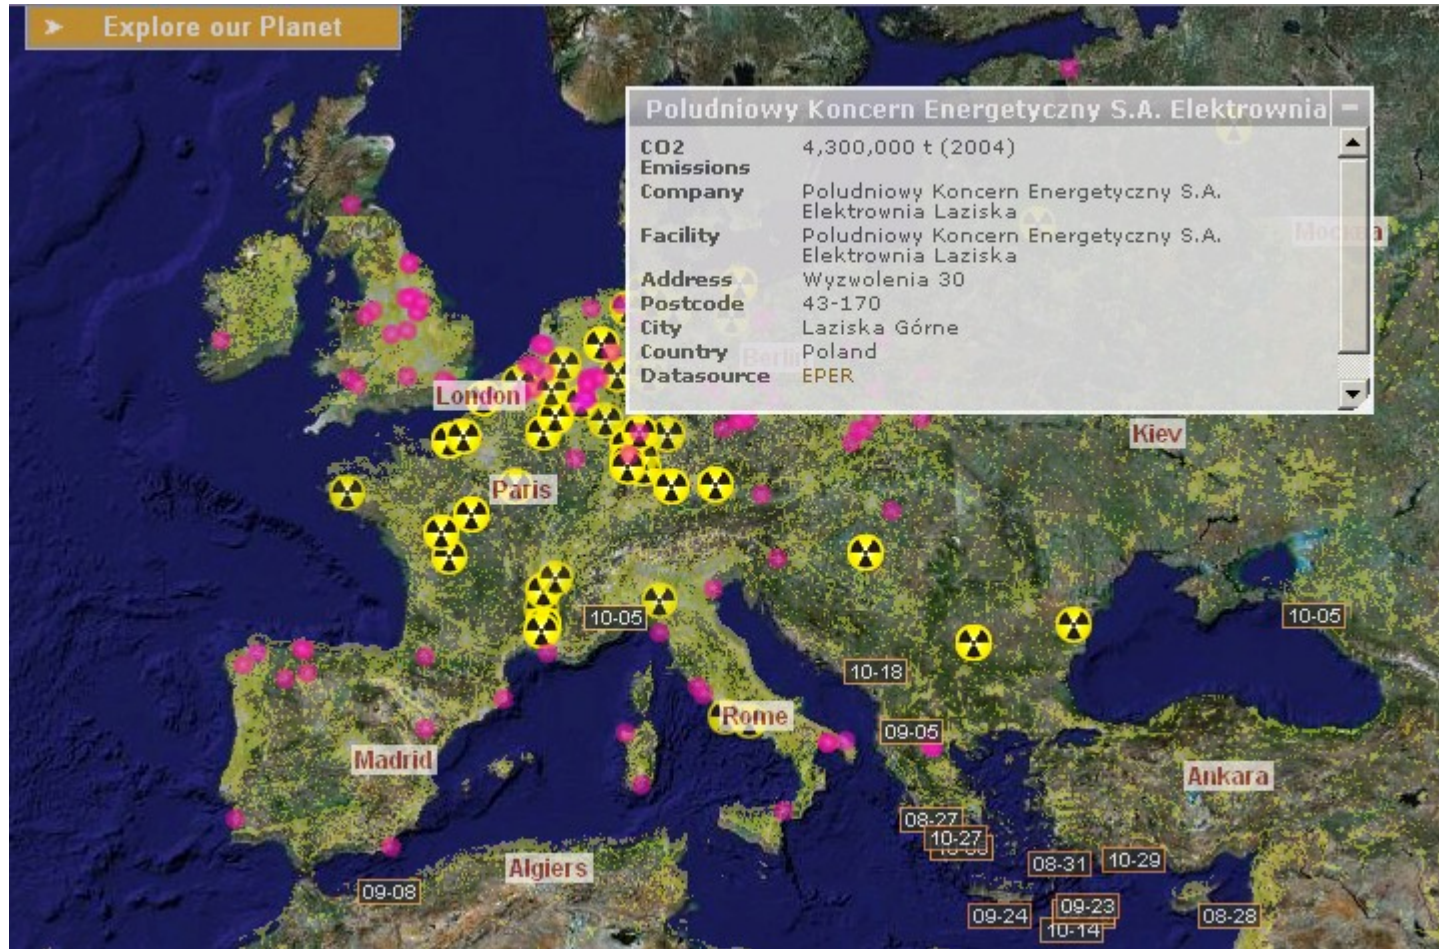 Explore our Planet
Poludniowy Koncern Energetyczny S.A. Elektrownia
CO2 4,300,000 t (2004)
Emissions
Company Poludniowy Koncern Energetyczny S.A.
Elektrownia Laziska
Facility Poludniowy Koncern Energetyczny S.A.
Elektrownia Laziska
Address Wyzwolenia 30
Postcode 43-170
City Laziska Górne
Country Poland
Datasource EPER
Москва
Berlin
London
Kiev
Paris
10-05
10-05
10-18
Rome
09-05
Madrid
Ankara
08-27
10-27
Algiers
08-31
10-29
09-08
09-24
09-23
08-28
10-14